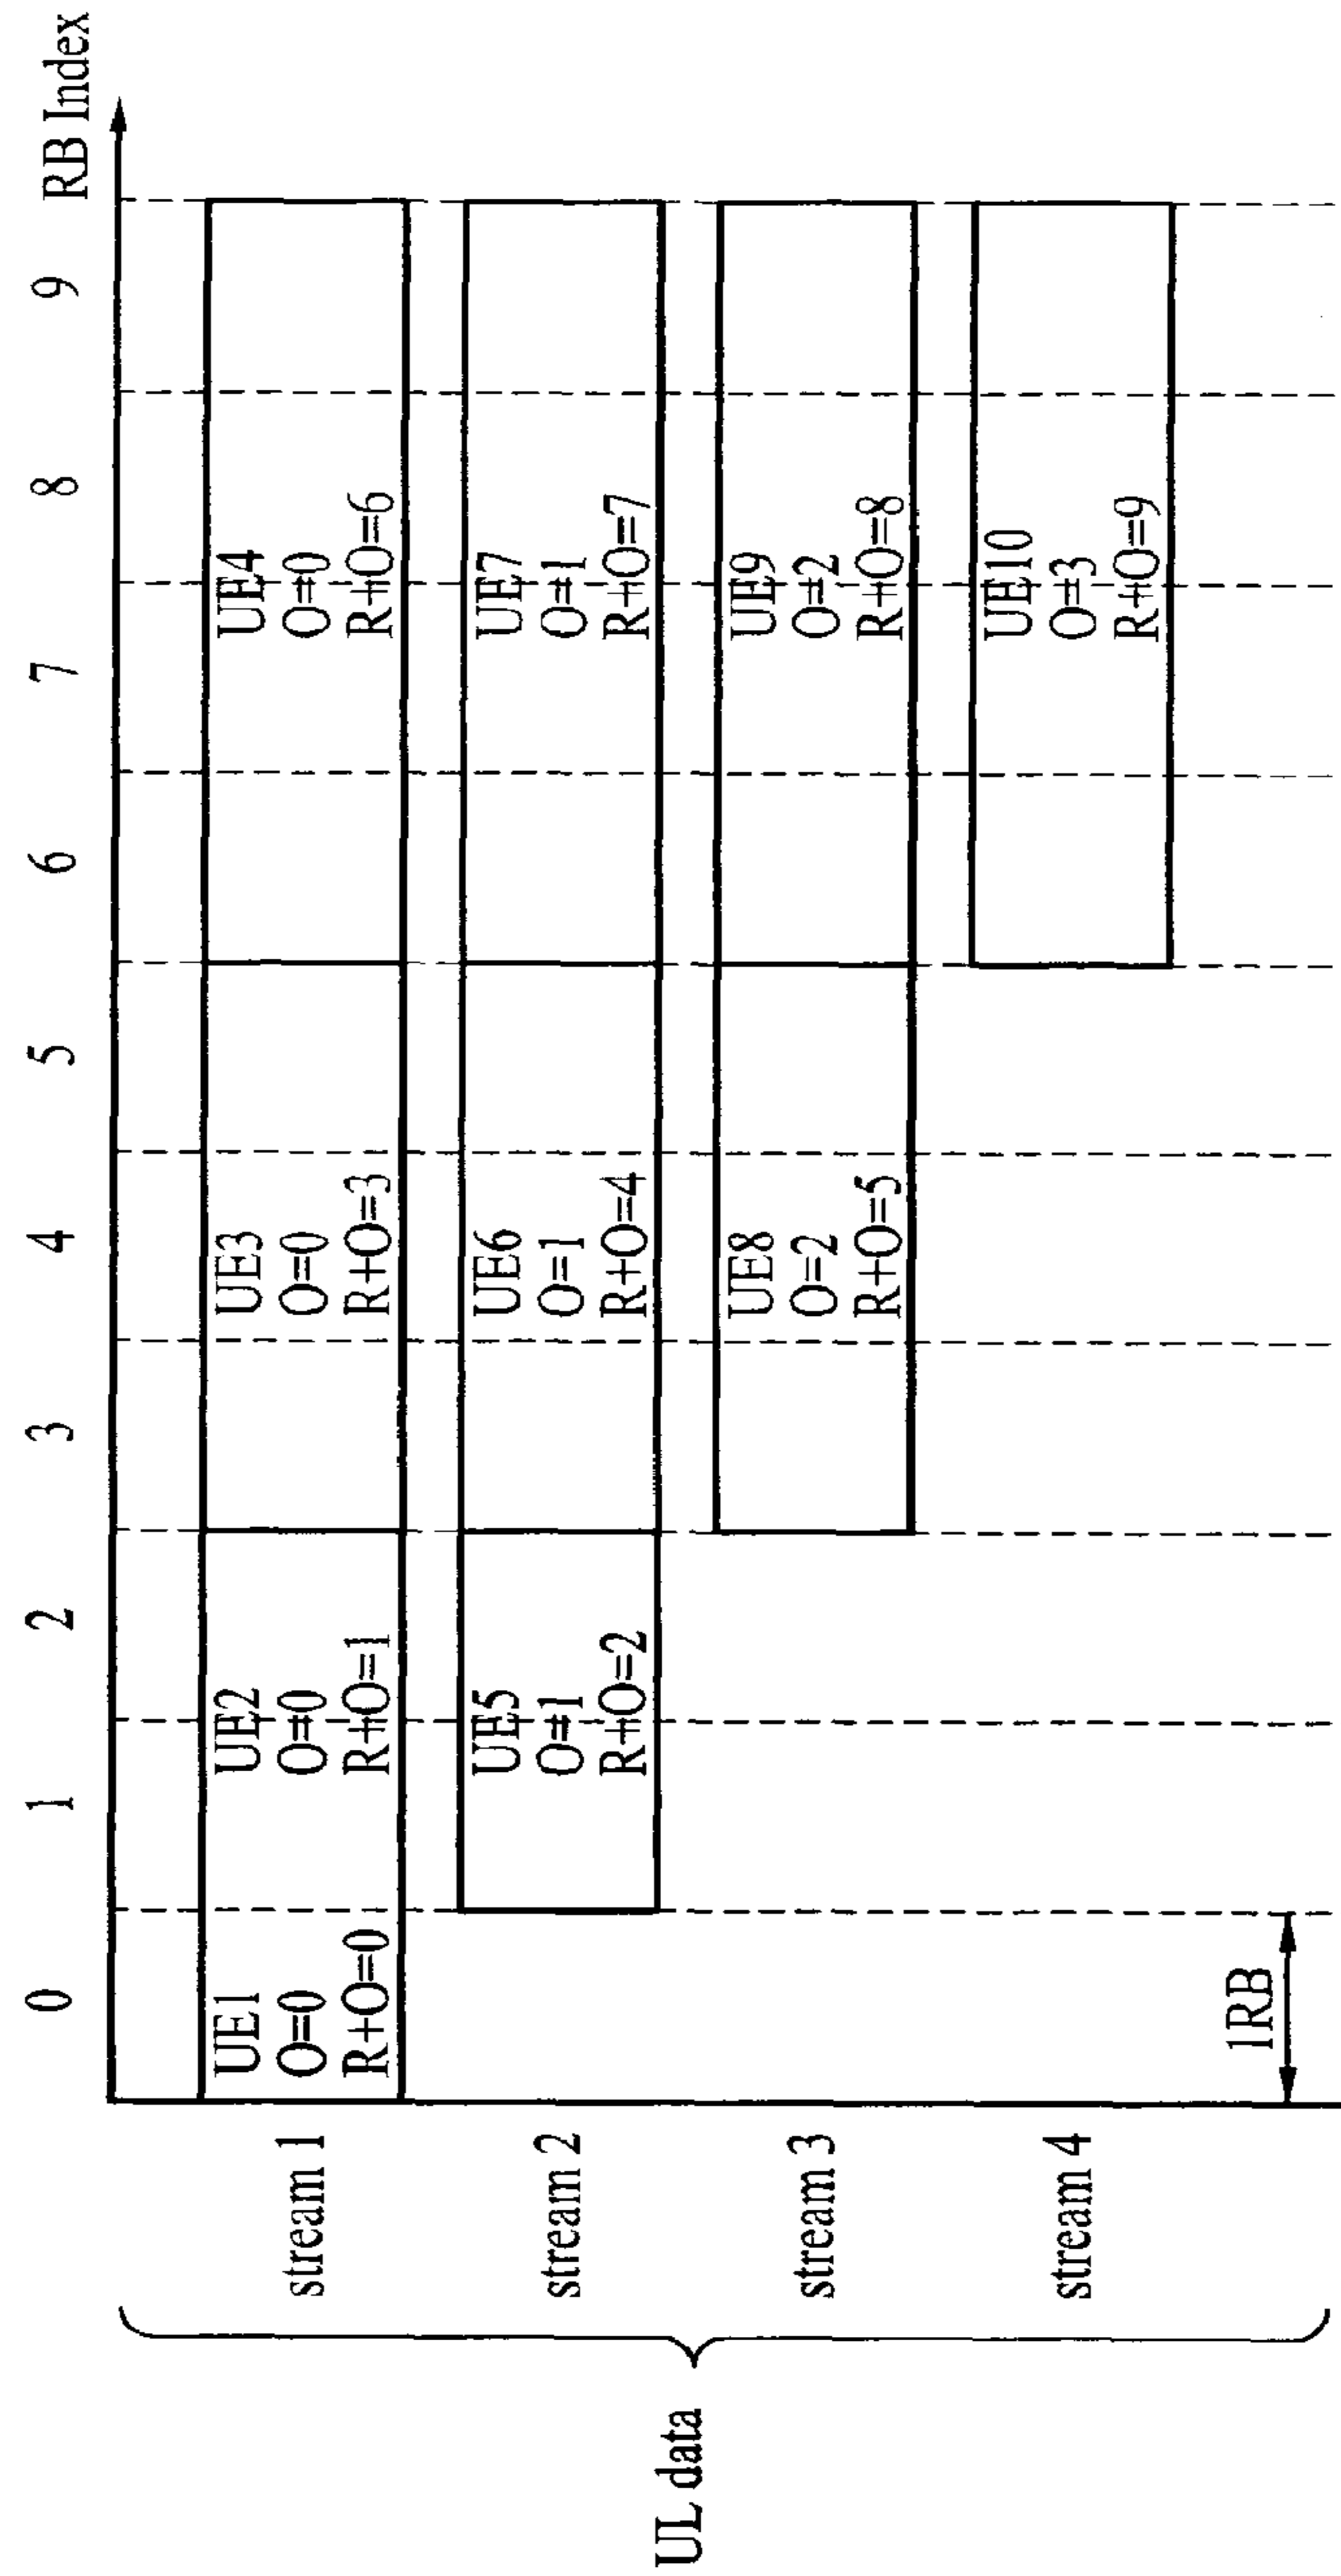 0 1 2 3 4 5 6 7 8 9 RB Index
UL data
stream 1
UE1
O=0
R+O=0
UE2
O=0
R+O=1
UE3
O=0
R+O=3
UE4
O=0
R+O=6
stream 2
UE5
O=1
R+O=2
UE6
O=1
R+O=4
UE7
O=1
R+O=7
stream 3
UE8
O=2
R+O=5
UE9
O=2
R+O=8
stream 4
UE10
O=3
R+O=9
1RB